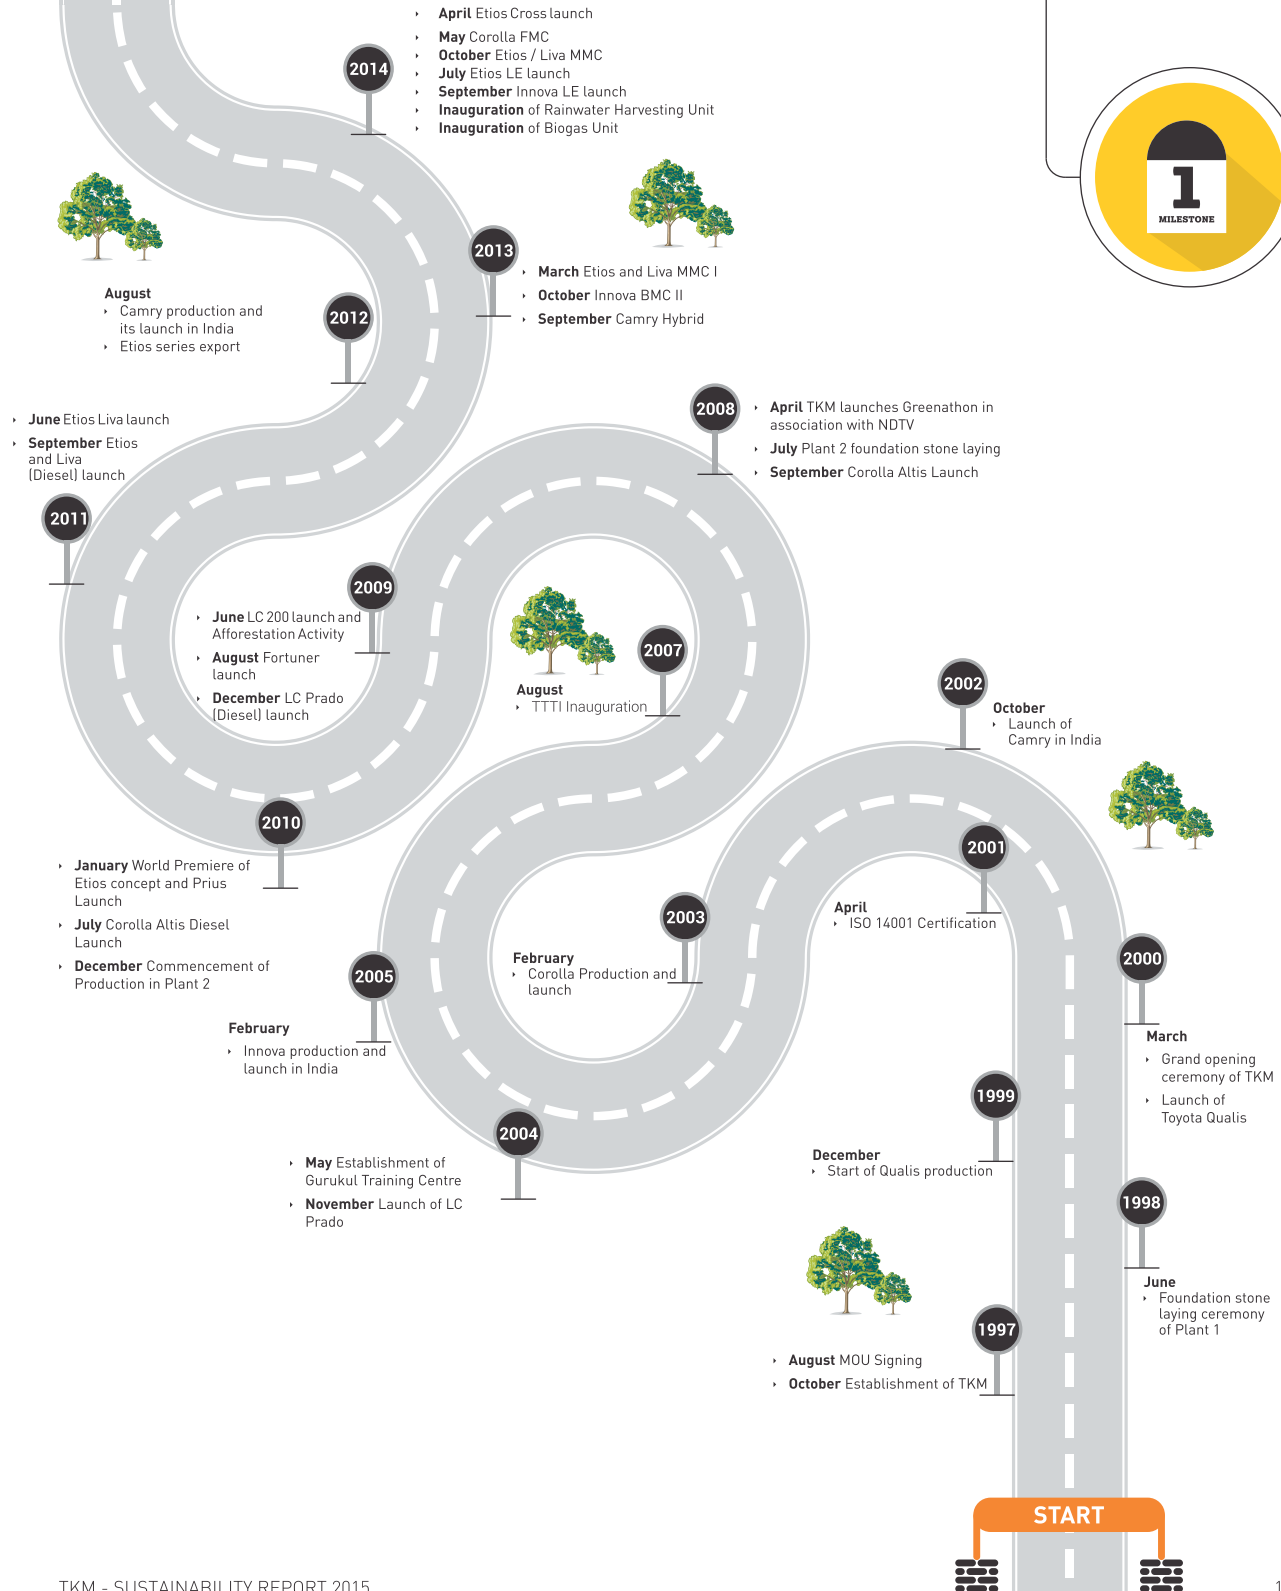 April Etios Cross launch
May Corolla FMC
October Etios / Liva MMC
July Etios LE launch
September Innova LE launch
Inauguration of Rainwater Harvesting Unit
Inauguration of Biogas Unit
2014
1
MILESTONE
2013
March Etios and Liva MMC I
October Innova BMC II
September Camry Hybrid
August
Camry production and
its launch in India
Etios series export
2012
June Etios Liva launch
September Etios
and Liva
(Diesel) launch
2011
2008
April TKM launches Greenathon in
association with NDTV
July Plant 2 foundation stone laying
September Corolla Altis Launch
2009
June LC 200 launch and
Afforestation Activity
August Fortuner
launch
December LC Prado
(Diesel) launch
2007
August
TTTI Inauguration
2002
October
Launch of
Camry in India
2010
January World Premiere of
Etios concept and Prius
Launch
July Corolla Altis Diesel
Launch
December Commencement of
Production in Plant 2
2001
April
ISO 14001 Certification
2003
February
Corolla Production and
launch
2005
February
Innova production and
launch in India
2000
March
Grand opening
ceremony of TKM
Launch of
Toyota Qualis
2004
May Establishment of
Gurukul Training Centre
November Launch of LC
Prado
1999
December
Start of Qualis production
1998
June
Foundation stone
laying ceremony
of Plant 1
1997
August MOU Signing
October Establishment of TKM
START
TKM - SUSTAINABILITY REPORT 2015